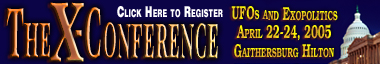 THE X-CONFERENCE
CLICK HERE TO REGISTER
UFOS AND EXOPOLITICS
APRIL 22-24, 2005
GAITHERSBURG HILTON